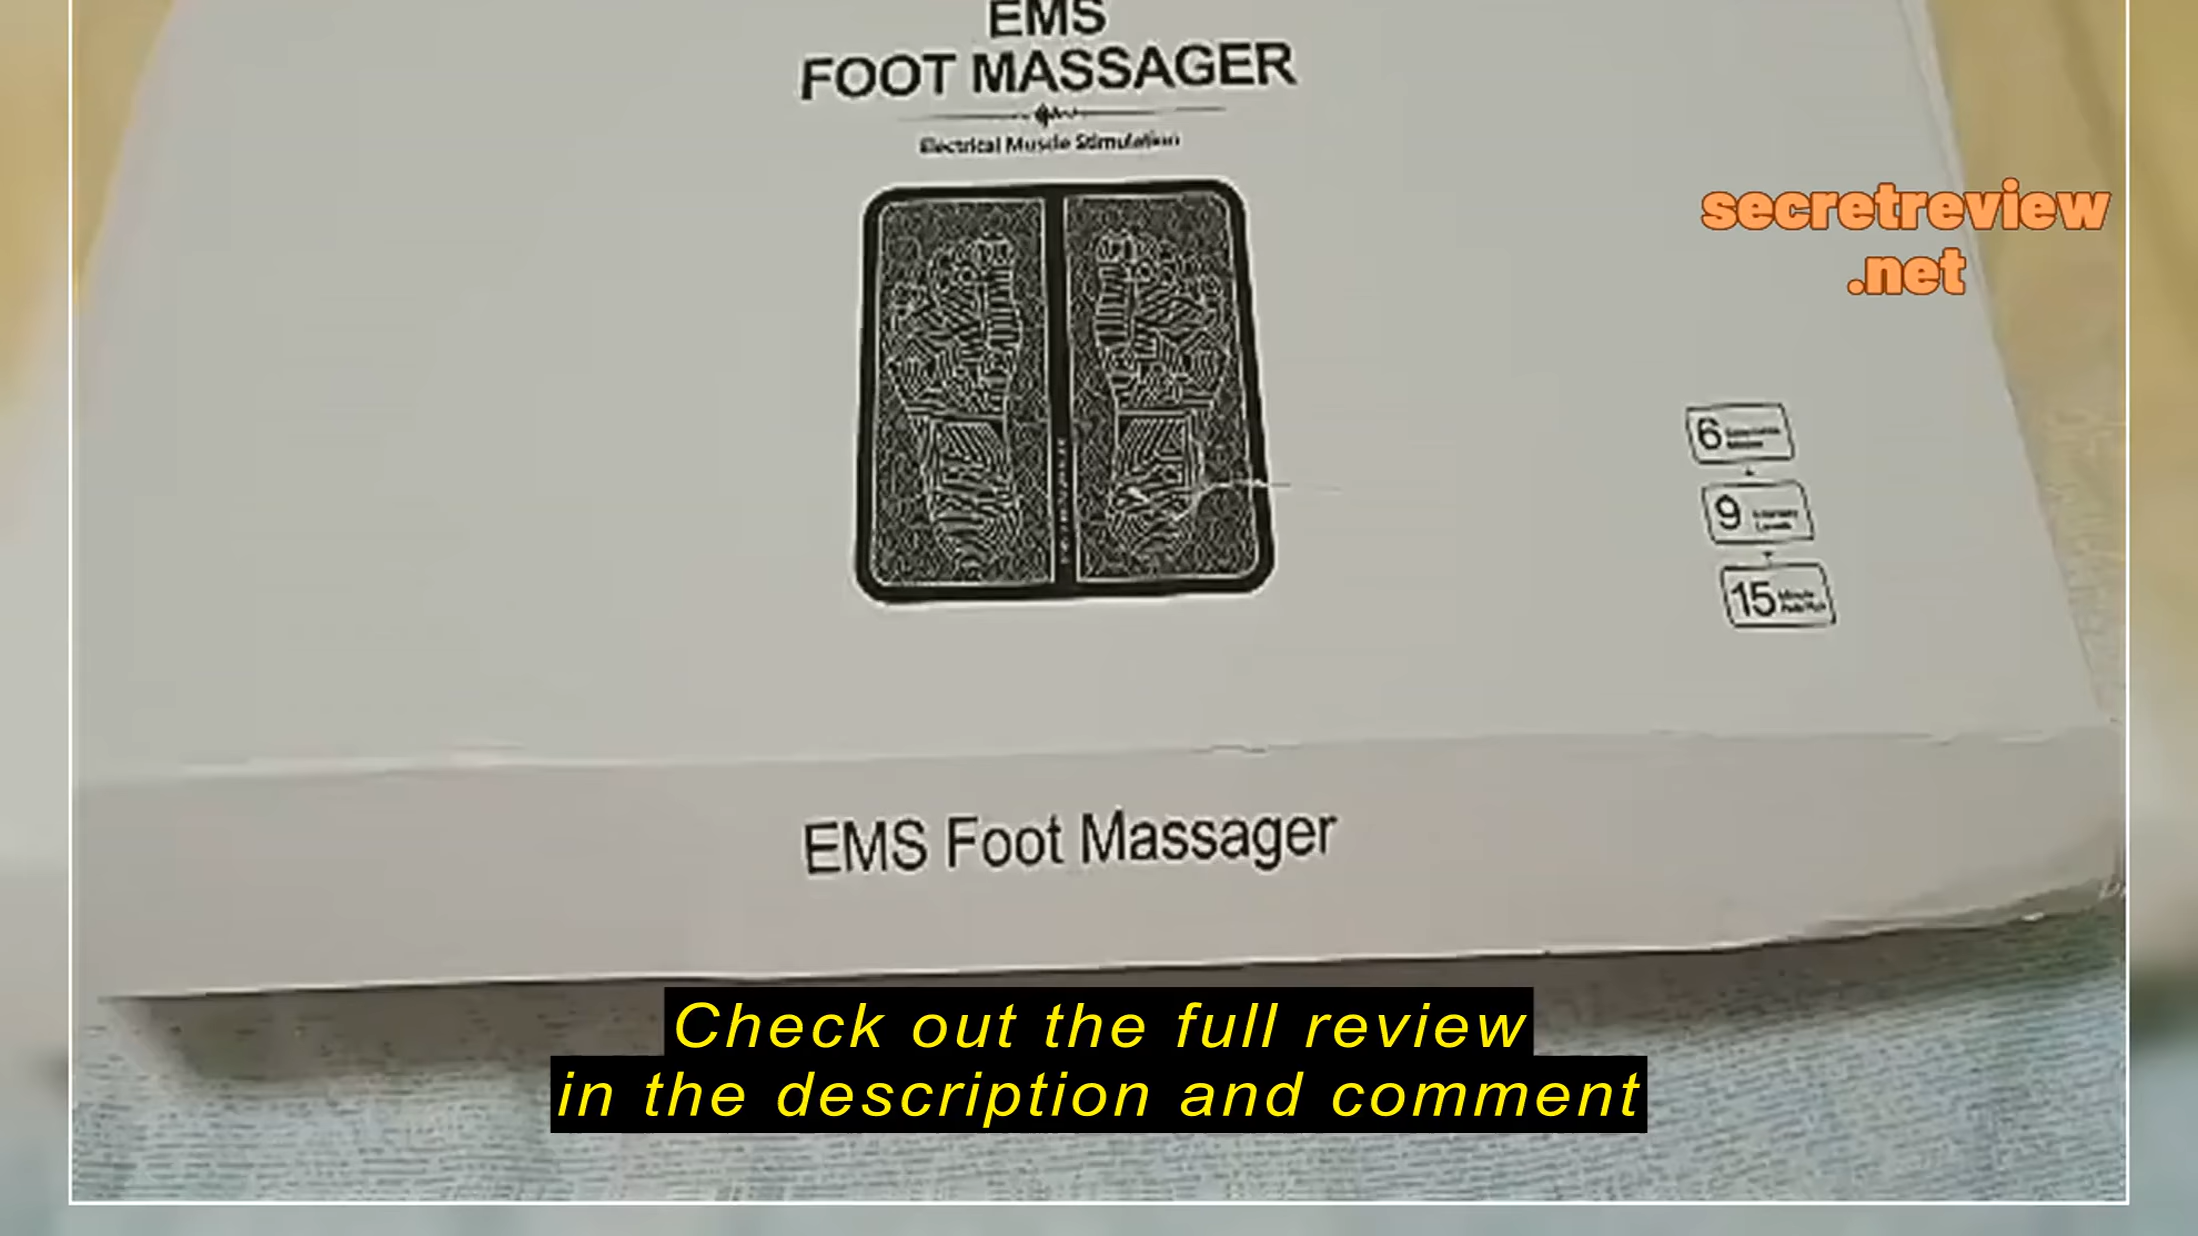 EMS
FOOT MASSAGER
Electrical Muscle Stimulation
secretreview
.net
6
9
15
EMS Foot Massager
Check out the full review
in the description and comment